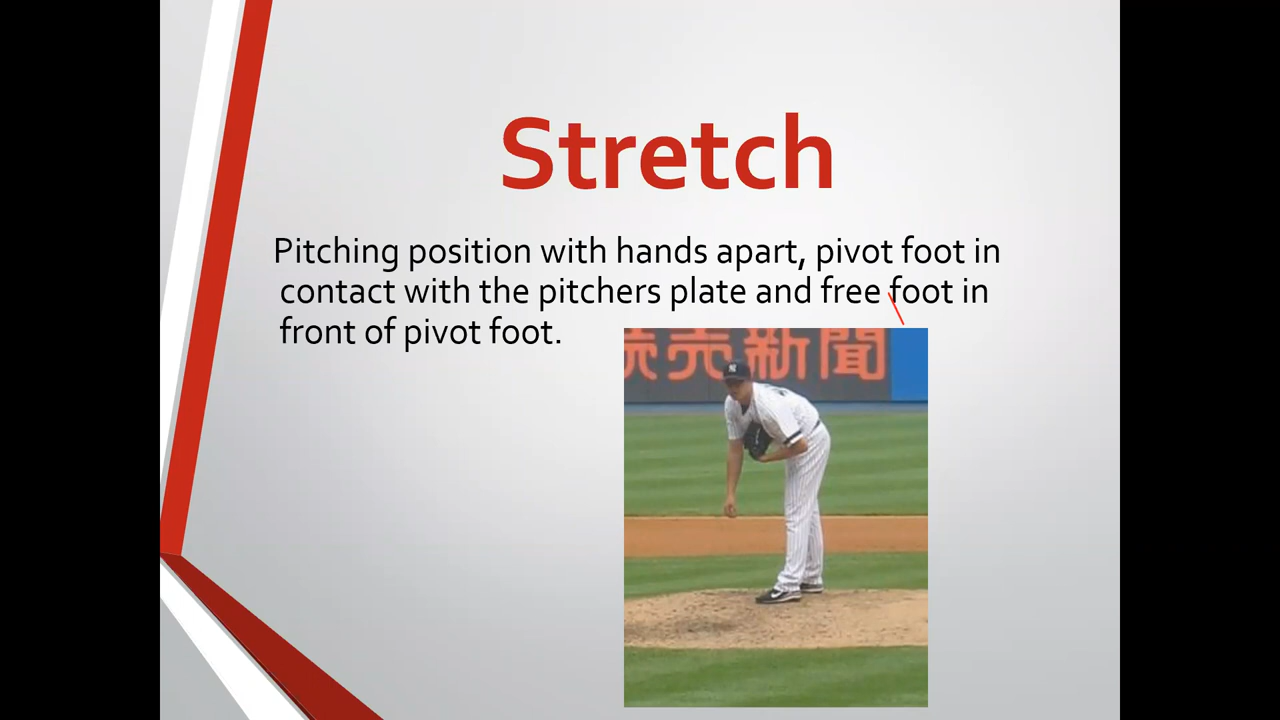 Stretch
Pitching position with hands apart, pivot foot in
contact with the pitchers plate and free foot in
front of pivot foot.
売新聞